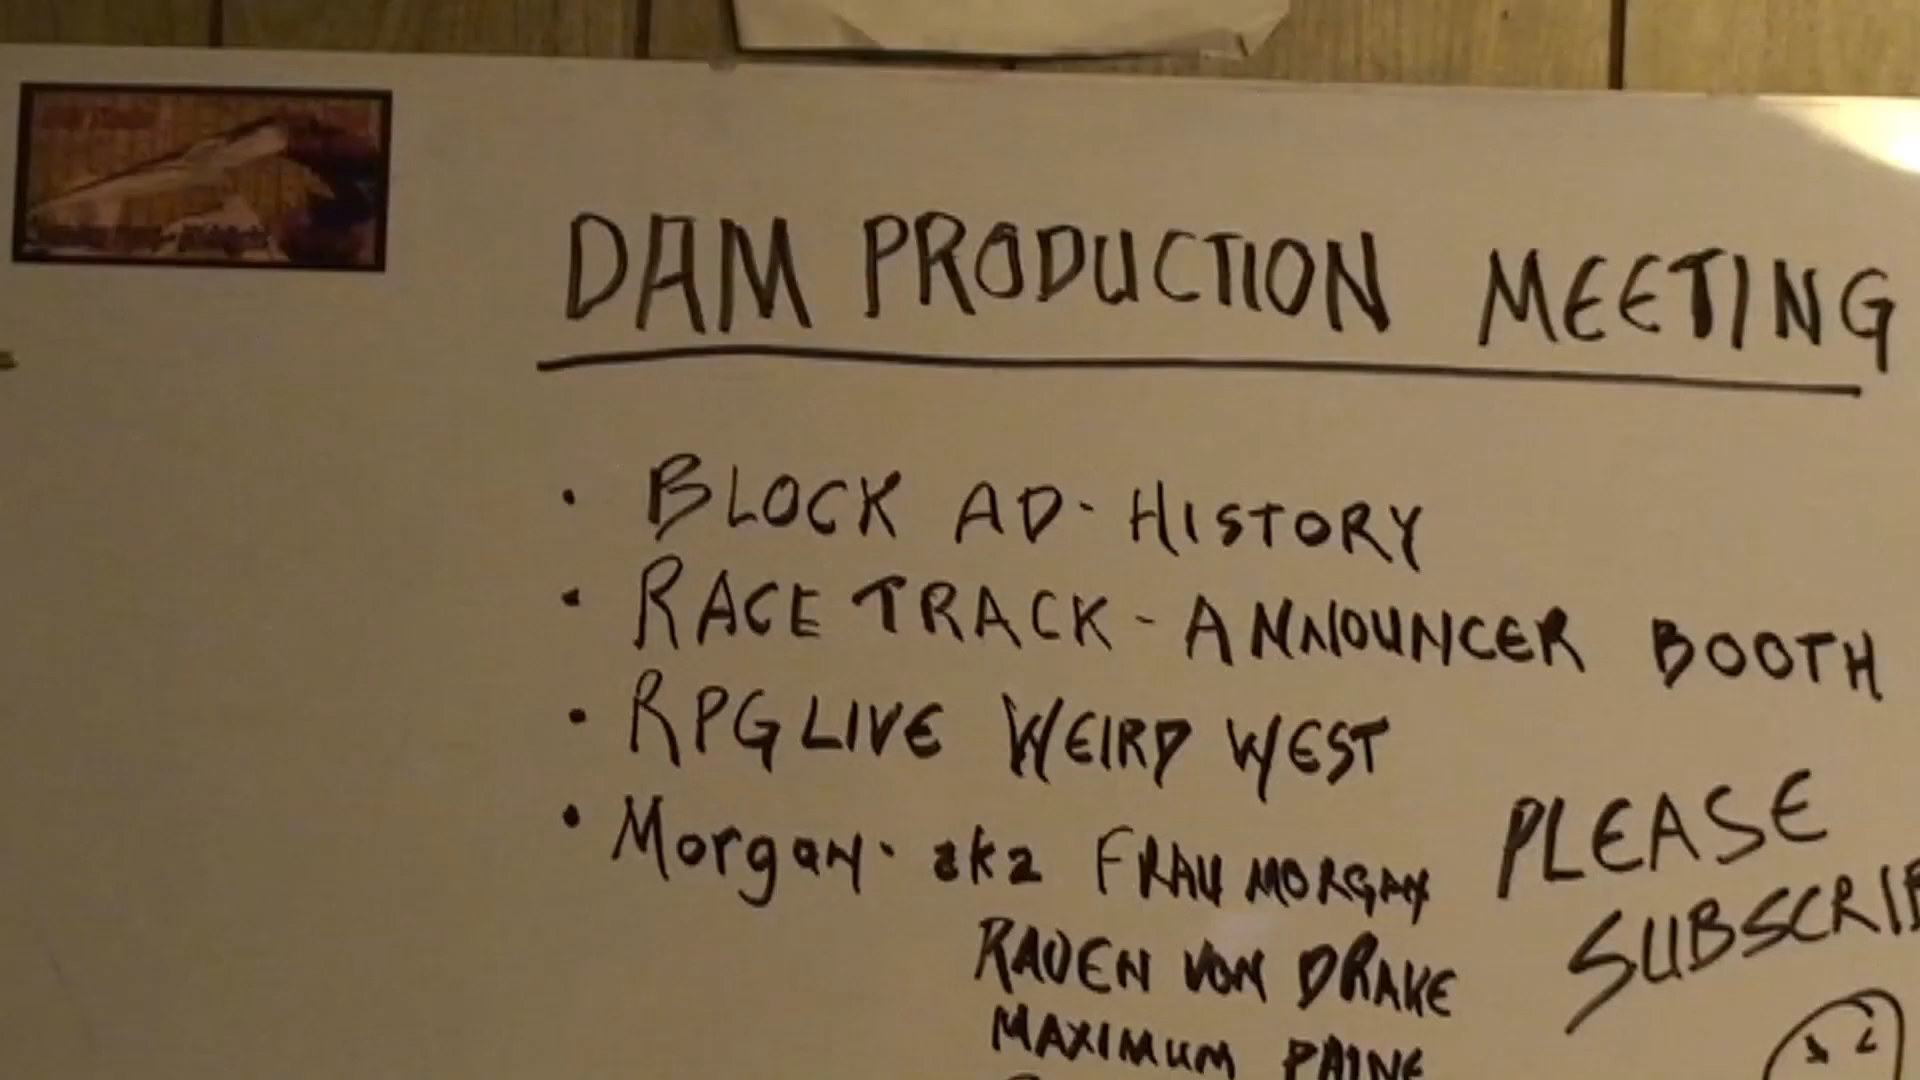 DAM PRODUCTION MEETING
• BLOCK AD - HISTORY
• RACE TRACK - ANNOUNCER BOOTH
• RPG LIVE WEIRD WEST
• Morgan - aka FRAU MORGAN
RAVEN VON DRAKE
MAXIMUM PAINE
PLEASE
SUBSCRIB